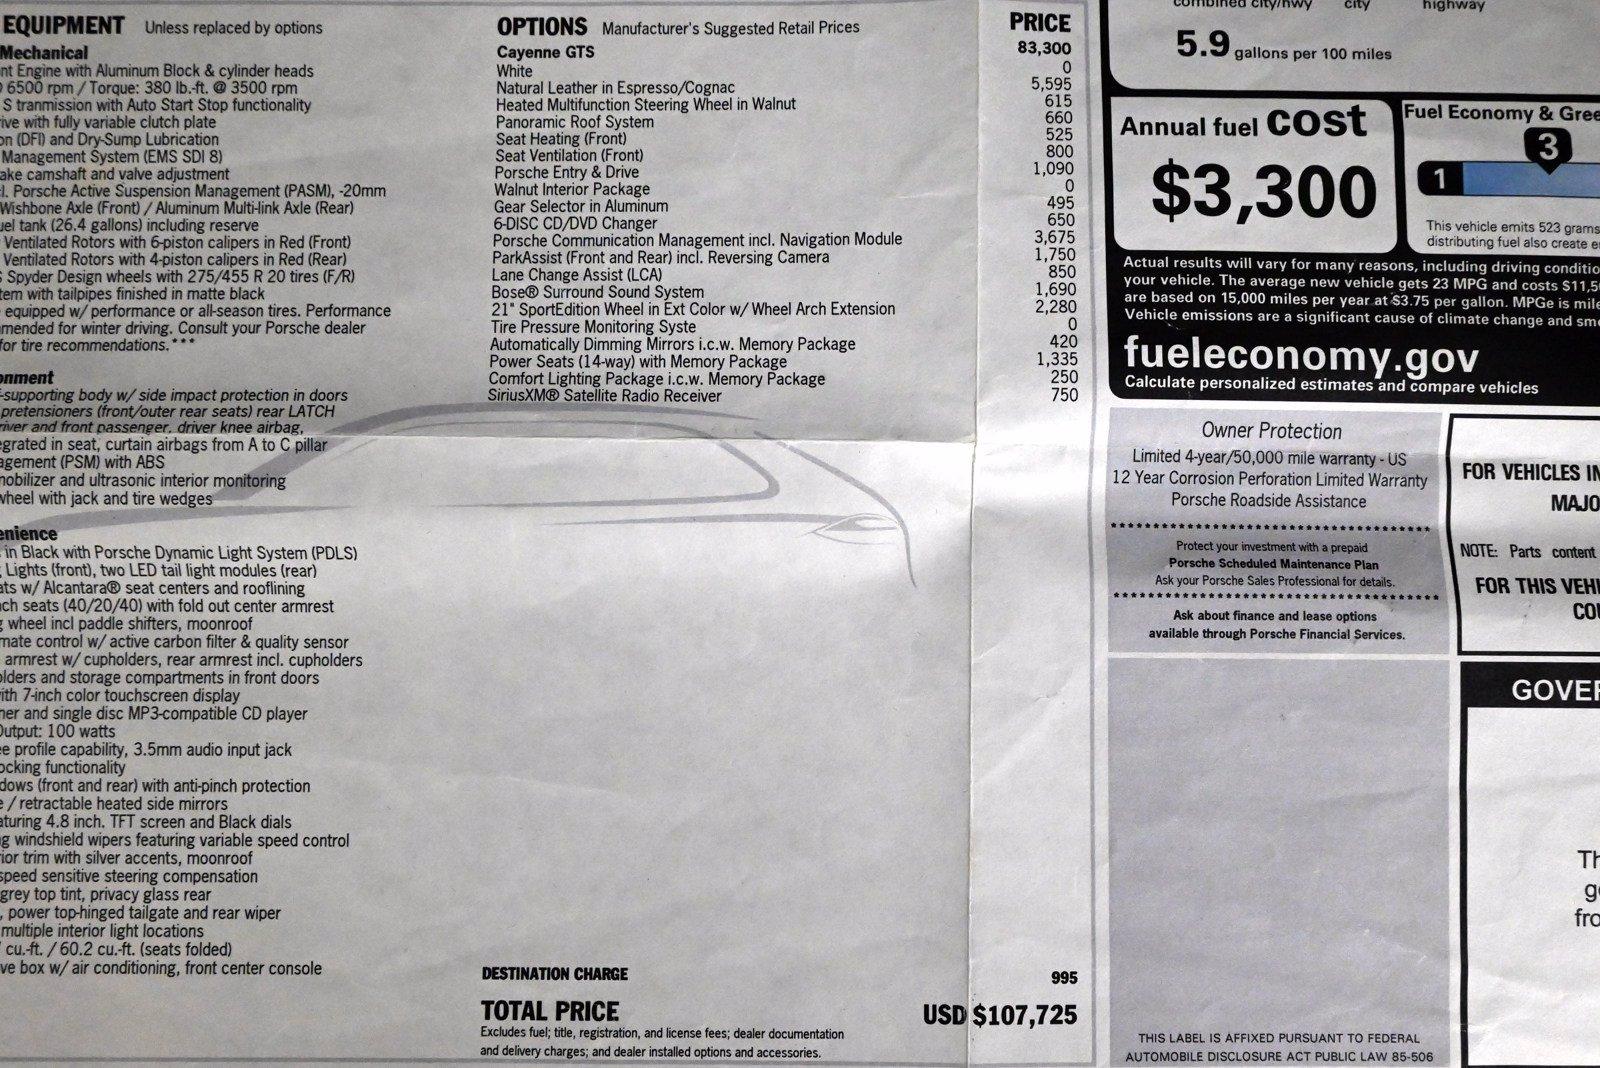 EQUIPMENT Unless replaced by options
Mechanical
nt Engine with Aluminum Block & cylinder heads
6500 rpm / Torque: 380 lb.-ft. @ 3500 rpm
S tranmission with Auto Start Stop functionality
ive with fully variable clutch plate
on (DFI) and Dry-Sump Lubrication
Management System (EMS SDI 8)
ake camshaft and valve adjustment
l. Porsche Active Suspension Management (PASM), -20mm
Wishbone Axle (Front) / Aluminum Multi-link Axle (Rear)
uel tank (26.4 gallons) including reserve
Ventilated Rotors with 6-piston calipers in Red (Front)
Ventilated Rotors with 4-piston calipers in Red (Rear)
S Spyder Design wheels with 275/455 R 20 tires (F/R)
tem with tailpipes finished in matte black
equipped w/ performance or all-season tires. Performance
mended for winter driving. Consult your Porsche dealer
for tire recommendations.***
onment
f-supporting body w/ side impact protection in doors
pretensioners (front/outer rear seats) rear LATCH
river and front passenger, driver knee airbag,
egrated in seat, curtain airbags from A to C pillar
agement (PSM) with ABS
mobilizer and ultrasonic interior monitoring
wheel with jack and tire wedges
enience
in Black with Porsche Dynamic Light System (PDLS)
Lights (front), two LED tail light modules (rear)
ats w/ Alcantara® seat centers and rooflining
ch seats (40/20/40) with fold out center armrest
g wheel incl paddle shifters, moonroof
mate control w/ active carbon filter & quality sensor
armrest w/ cupholders, rear armrest incl. cupholders
olders and storage compartments in front doors
ith 7-inch color touchscreen display
ner and single disc MP3-compatible CD player
Output: 100 watts
ee profile capability, 3.5mm audio input jack
ocking functionality
dows (front and rear) with anti-pinch protection
e / retractable heated side mirrors
aturing 4.8 inch. TFT screen and Black dials
ng windshield wipers featuring variable speed control
rior trim with silver accents, moonroof
speed sensitive steering compensation
grey top tint, privacy glass rear
, power top-hinged tailgate and rear wiper
multiple interior light locations
cu.-ft. / 60.2 cu.-ft. (seats folded)
ve box w/ air conditioning, front center console
OPTIONS Manufacturer's Suggested Retail Prices PRICE
Cayenne GTS 83,300
White 0
Natural Leather in Espresso/Cognac 5,595
Heated Multifunction Steering Wheel in Walnut 615
Panoramic Roof System 660
Seat Heating (Front) 525
Seat Ventilation (Front) 800
Porsche Entry & Drive 1,090
Walnut Interior Package 0
Gear Selector in Aluminum 495
6-DISC CD/DVD Changer 650
Porsche Communication Management incl. Navigation Module 3,675
ParkAssist (Front and Rear) incl. Reversing Camera 1,750
Lane Change Assist (LCA) 850
Bose® Surround Sound System 1,690
21" SportEdition Wheel in Ext Color w/ Wheel Arch Extension 2,280
Tire Pressure Monitoring Syste 0
Automatically Dimming Mirrors i.c.w. Memory Package 420
Power Seats (14-way) with Memory Package 1,335
Comfort Lighting Package i.c.w. Memory Package 250
SiriusXM® Satellite Radio Receiver 750
DESTINATION CHARGE 995
TOTAL PRICE USD $107,725
Excludes fuel; title, registration, and license fees; dealer documentation
and delivery charges; and dealer installed options and accessories.
combined city/hwy city highway
5.9 gallons per 100 miles
Annual fuel cost
$3,300
Fuel Economy & Gree
3
1
This vehicle emits 523 grams
distributing fuel also create e
Actual results will vary for many reasons, including driving conditio
your vehicle. The average new vehicle gets 23 MPG and costs $11,5
are based on 15,000 miles per year at $3.75 per gallon. MPGe is mile
Vehicle emissions are a significant cause of climate change and smo
fueleconomy.gov
Calculate personalized estimates and compare vehicles
Owner Protection
Limited 4-year/50,000 mile warranty - US
12 Year Corrosion Perforation Limited Warranty
Porsche Roadside Assistance
Protect your investment with a prepaid
Porsche Scheduled Maintenance Plan
Ask your Porsche Sales Professional for details.
Ask about finance and lease options
available through Porsche Financial Services.
THIS LABEL IS AFFIXED PURSUANT TO FEDERAL
AUTOMOBILE DISCLOSURE ACT PUBLIC LAW 85-506
FOR VEHICLES IN
MAJO
NOTE: Parts content
FOR THIS VEHI
CO
GOVER
Th
go
fro